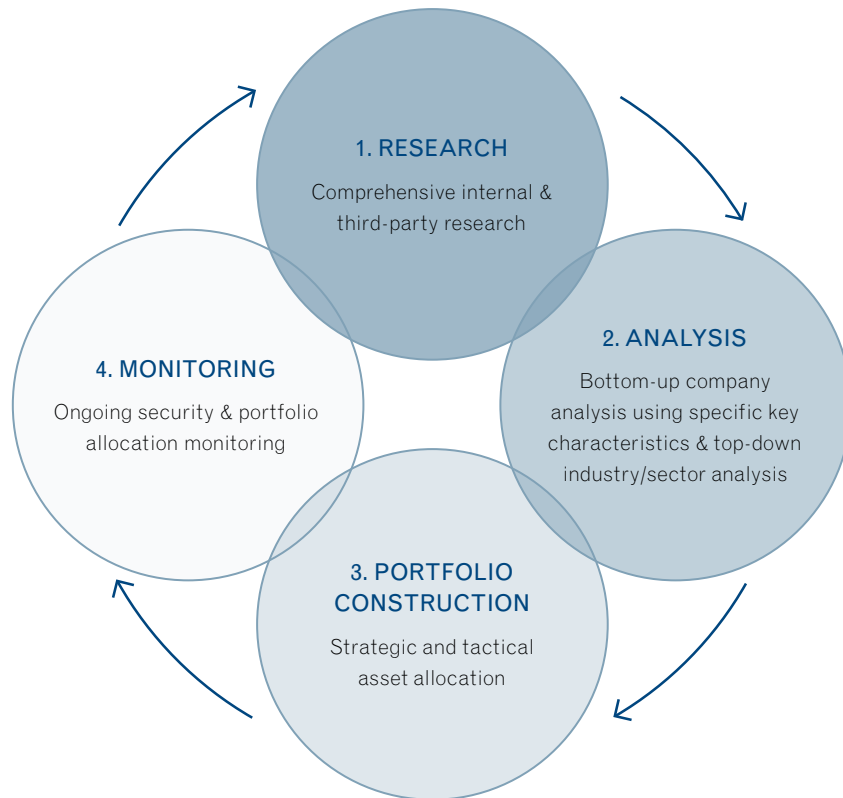 1. RESEARCH
Comprehensive internal &
third-party research
2. ANALYSIS
Bottom-up company
analysis using specific key
characteristics & top-down
industry/sector analysis
3. PORTFOLIO
CONSTRUCTION
Strategic and tactical
asset allocation
4. MONITORING
Ongoing security & portfolio
allocation monitoring